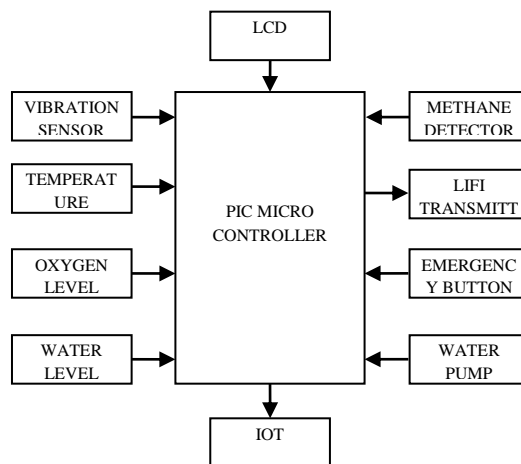 LCD
VIBRATION
SENSOR
METHANE
DETECTOR
TEMPERAT
URE
LIFI
TRANSMITT
PIC MICRO
CONTROLLER
OXYGEN
LEVEL
EMERGENC
Y BUTTON
WATER
LEVEL
WATER
PUMP
IOT